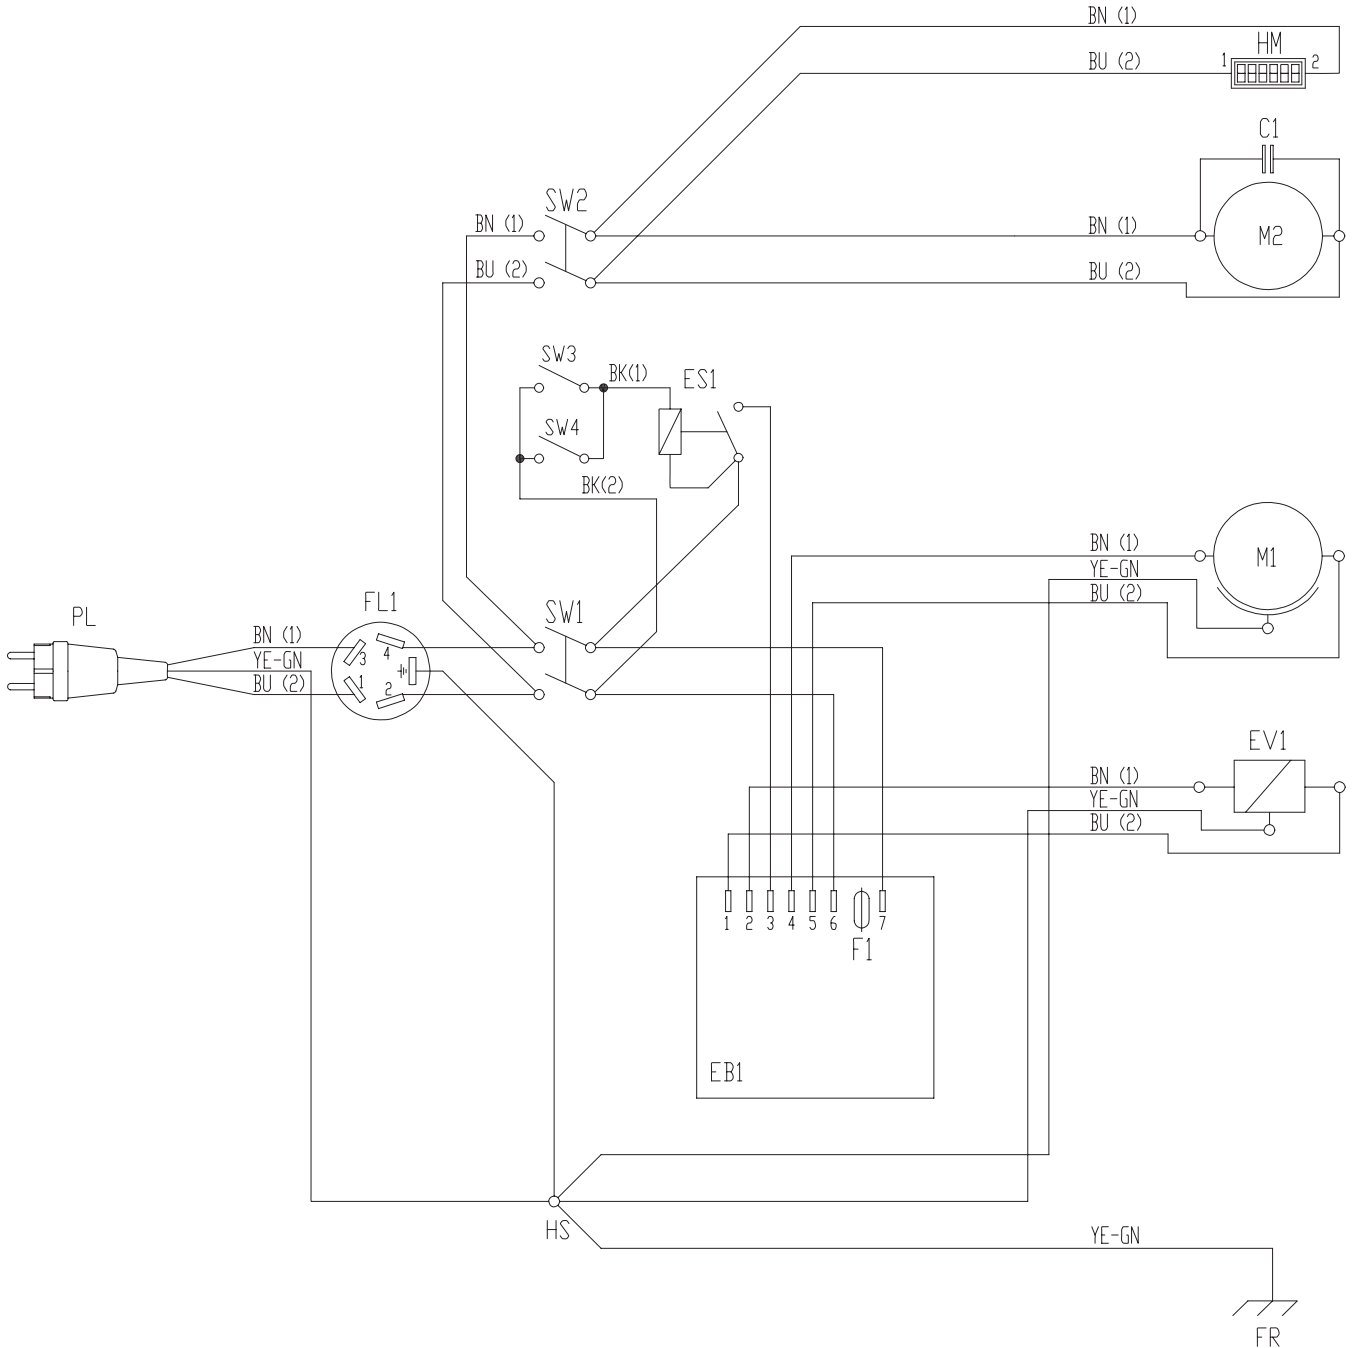 BN (1)
HM
1
2
BU (2)
C1
SW2
BN (1)
BN (1)
M2
BU (2)
BU (2)
SW3
BK(1)
ES1
SW4
BK(2)
BN (1)
M1
YE-GN
BU (2)
PL
FL1
SW1
BN (1)
3
4
YE-GN
BU (2)
1
2
EV1
BN (1)
YE-GN
BU (2)
1 2 3 4 5 6 7
F1
EB1
HS
YE-GN
FR